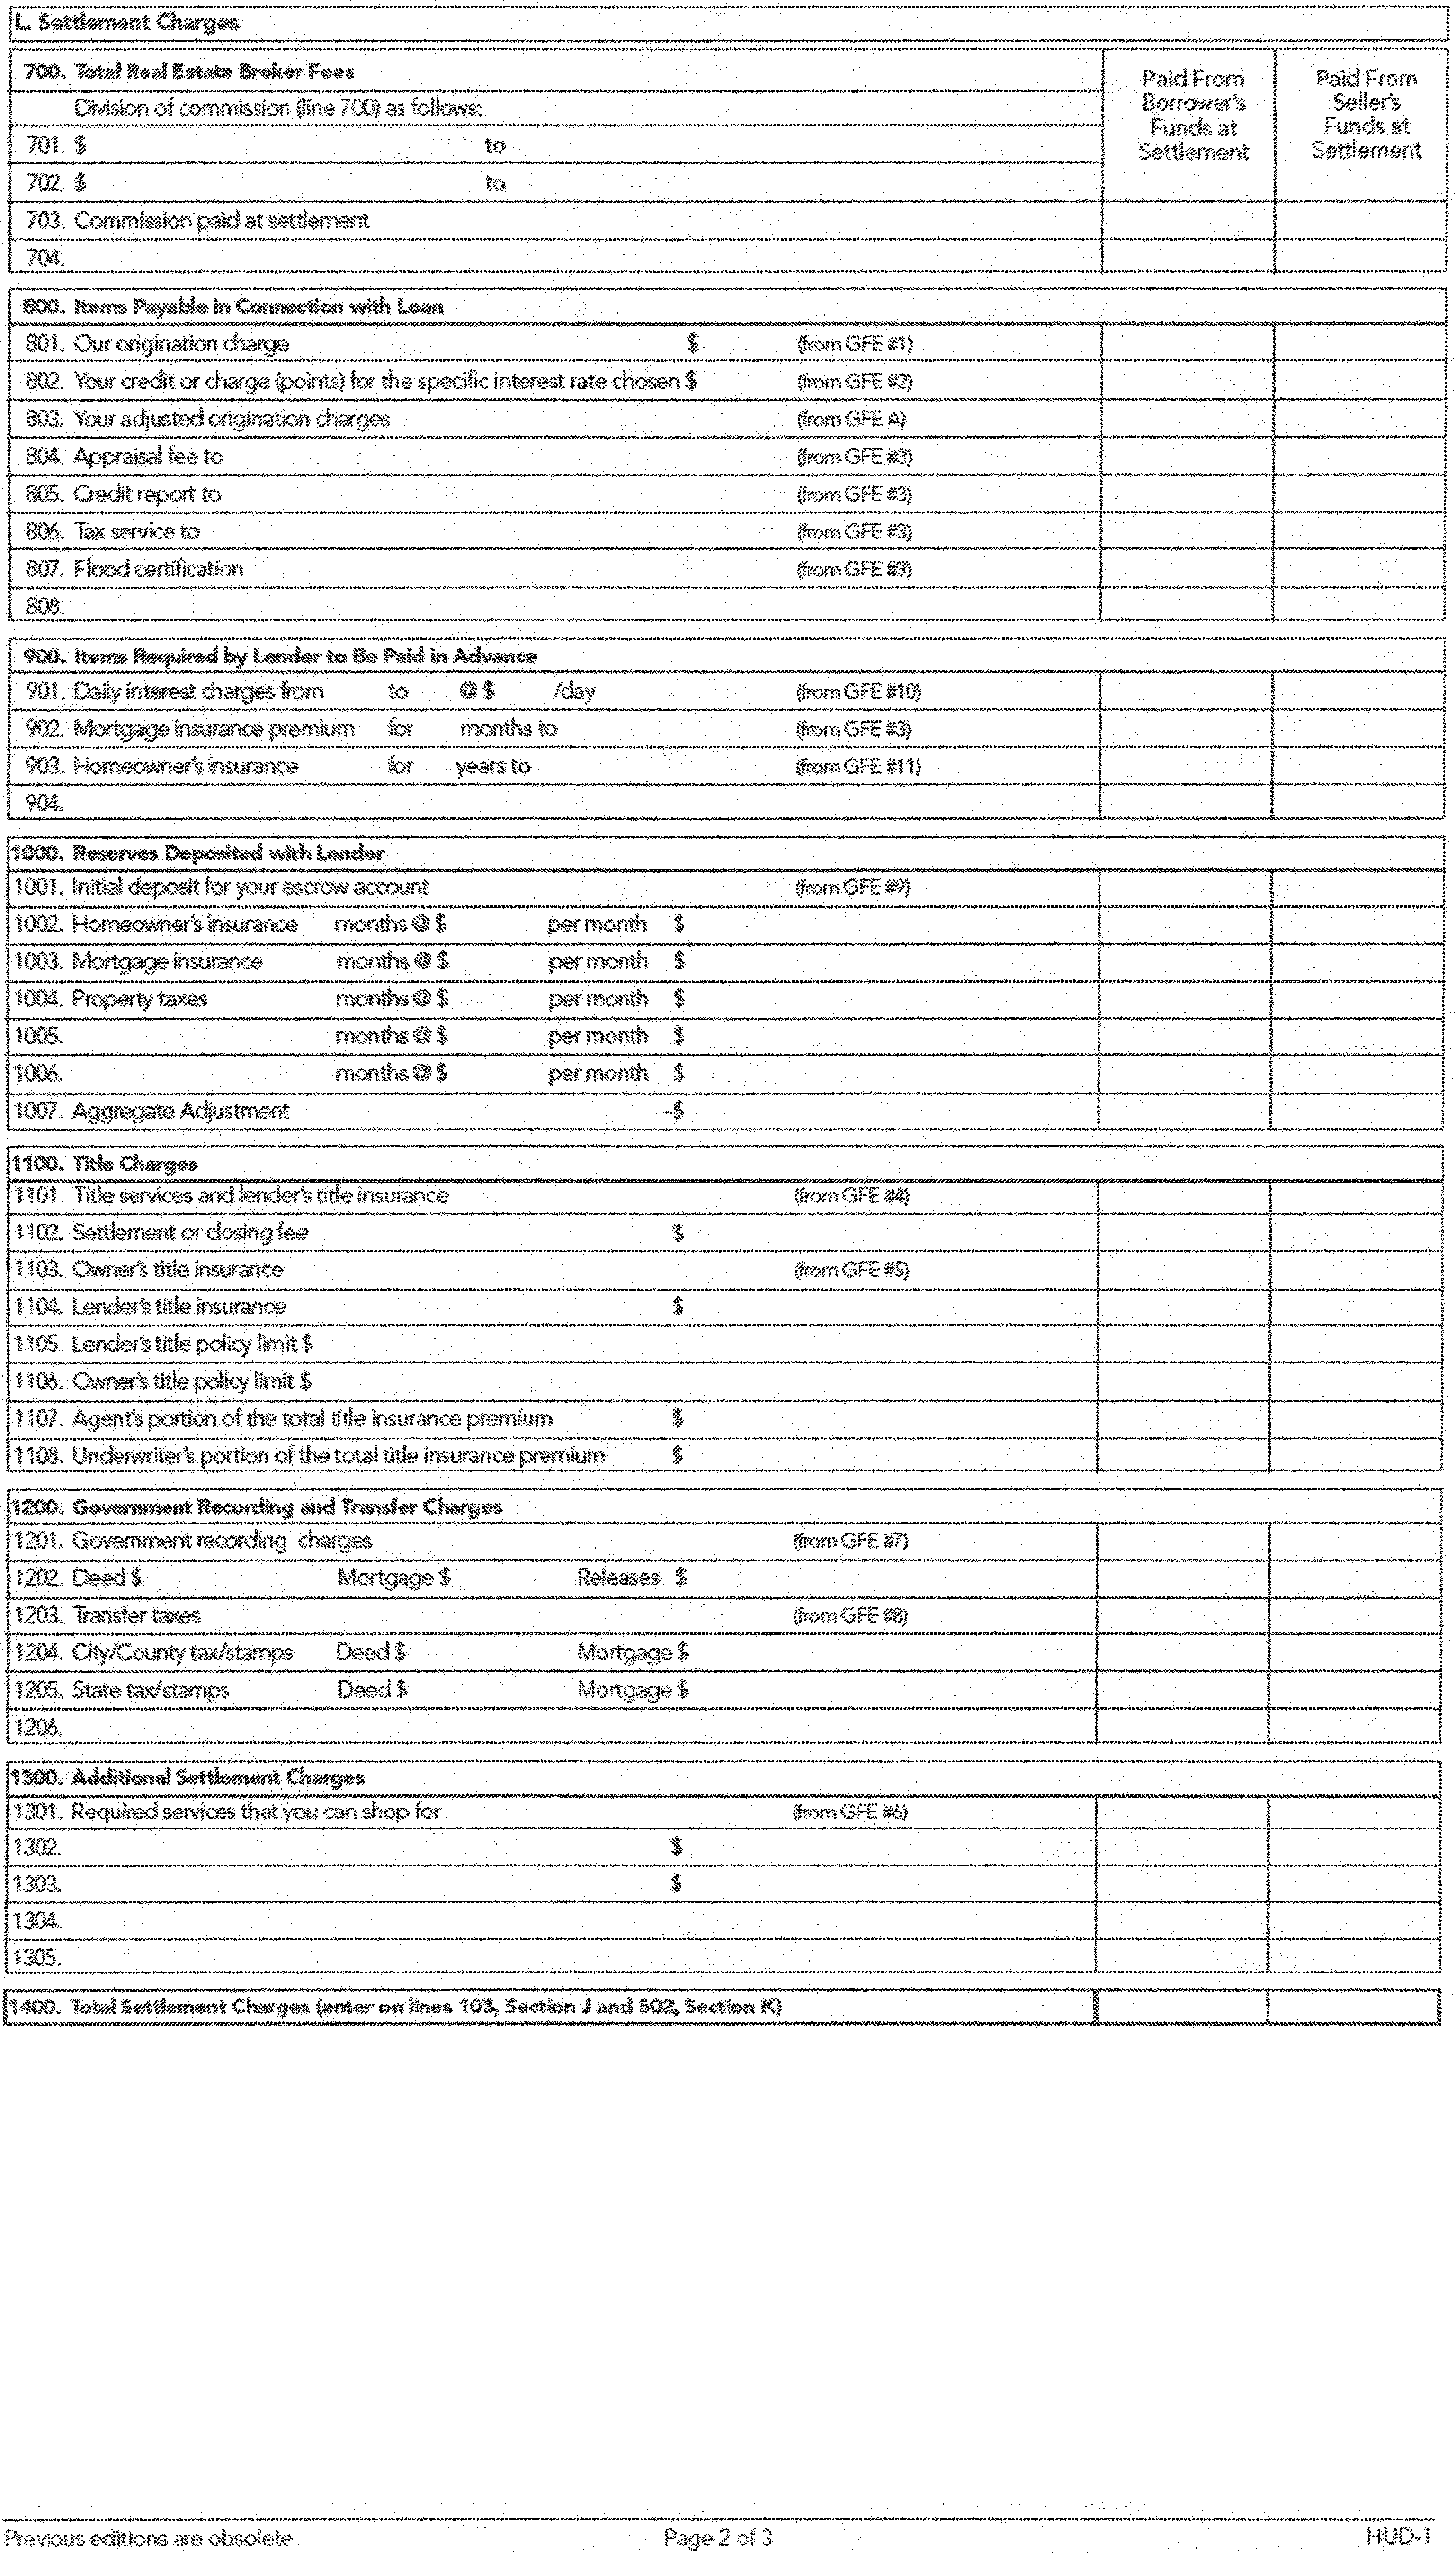 L. Settlement Charges
700. Total Real Estate Broker Fees
Paid From Borrower's Funds at Settlement
Paid From Seller's Funds at Settlement
Division of commission (line 700) as follows:
701. $ to
702. $ to
703. Commission paid at settlement
704.
800. Items Payable in Connection with Loan
801. Our origination charge $ (from GFE #1)
802. Your credit or charge (points) for the specific interest rate chosen $ (from GFE #2)
803. Your adjusted origination charges (from GFE A)
804. Appraisal fee to (from GFE #3)
805. Credit report to (from GFE #3)
806. Tax service to (from GFE #3)
807. Flood certification (from GFE #3)
808.
900. Items Required by Lender to Be Paid in Advance
901. Daily interest charges from to @ $ /day (from GFE #10)
902. Mortgage insurance premium for months to (from GFE #3)
903. Homeowner's insurance for years to (from GFE #11)
904.
1000. Reserves Deposited with Lender
1001. Initial deposit for your escrow account (from GFE #9)
1002. Homeowner's insurance months @ $ per month $
1003. Mortgage insurance months @ $ per month $
1004. Property taxes months @ $ per month $
1005. months @ $ per month $
1006. months @ $ per month $
1007. Aggregate Adjustment -$
1100. Title Charges
1101. Title services and lender's title insurance (from GFE #4)
1102. Settlement or closing fee $
1103. Owner's title insurance (from GFE #5)
1104. Lender's title insurance $
1105. Lender's title policy limit $
1106. Owner's title policy limit $
1107. Agent's portion of the total title insurance premium $
1108. Underwriter's portion of the total title insurance premium $
1200. Government Recording and Transfer Charges
1201. Government recording charges (from GFE #7)
1202. Deed $ Mortgage $ Releases $
1203. Transfer taxes (from GFE #8)
1204. City/County tax/stamps Deed $ Mortgage $
1205. State tax/stamps Deed $ Mortgage $
1206.
1300. Additional Settlement Charges
1301. Required services that you can shop for (from GFE #6)
1302. $
1303. $
1304.
1305.
1400. Total Settlement Charges (enter on lines 103, Section J and 502, Section K)
Previous editions are obsolete Page 2 of 3 HUD-1